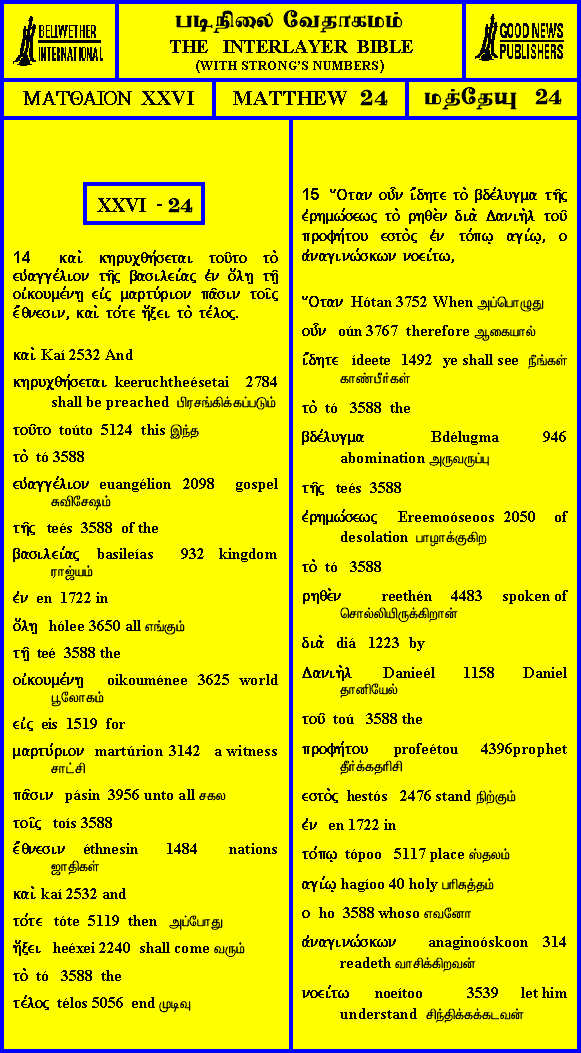 BELLWETHER
INTERNATIONAL
படிநிலை வேதாகமம்
THE INTERLAYER BIBLE
(WITH STRONG'S NUMBERS)
GOOD NEWS
PUBLISHERS
ΜΑΤΘΑΙΟΝ XXVI
MATTHEW 24
மத்தேயு 24
XXVI - 24
14 καὶ κηρυχθήσεται τοῦτο τὸ
εὐαγγέλιον τῆς βασιλείας ἐν ὅλῃ τῇ
οἰκουμένῃ εἰς μαρτύριον πᾶσιν τοῖς
ἔθνεσιν, καὶ τότε ἥξει τὸ τέλος.
καὶ Kaí 2532 And
κηρυχθήσεται keeruchtheésetai 2784
shall be preached பிரசங்கிக்கப்படும்
τοῦτο toúto 5124 this இந்த
τὸ tó 3588
εὐαγγέλιον euangélion 2098 gospel
சுவிசேஷம்
τῆς teés 3588 of the
βασιλείας basileías 932 kingdom
ராஜ்யம்
ἐν en 1722 in
ὅλῃ hólee 3650 all எங்கும்
τῇ teé 3588 the
οἰκουμένῃ oikouménee 3625 world
பூலோகம்
εἰς eis 1519 for
μαρτύριον martúrion 3142 a witness
சாட்சி
πᾶσιν pásin 3956 unto all சகல
τοῖς toís 3588
ἔθνεσιν éthnesin 1484 nations
ஜாதிகள்
καὶ kaí 2532 and
τότε tóte 5119 then அப்போது
ἥξει heéxei 2240 shall come வரும்
τὸ tó 3588 the
τέλος télos 5056 end முடிவு
15 Ὅταν οὖν ἴδητε τὸ βδέλυγμα τῆς
ἐρημώσεως τὸ ῥηθὲν διὰ Δανιὴλ τοῦ
προφήτου εστὸς ἐν τόπῳ αγίῳ, ο
ἀναγινώσκων νοείτω,
Ὅταν Hótan 3752 When அப்பொழுது
οὖν oún 3767 therefore ஆகையால்
ἴδητε ídeete 1492 ye shall see நீங்கள்
காண்பீர்கள்
τὸ tó 3588 the
βδέλυγμα Bdélugma 946
abomination அருவருப்பு
τῆς teés 3588
ἐρημώσεως Ereemoóseoos 2050 of
desolation பாழாக்குகிற
τὸ tó 3588
ρηθὲν reethén 4483 spoken of
சொல்லியிருக்கிறான்
διὰ diá 1223 by
Δανιὴλ Danieél 1158 Daniel
தானியேல்
τοῦ toú 3588 the
προφήτου profeétou 4396prophet
தீர்க்கதரிசி
εστὸς hestós 2476 stand நிற்கும்
ἐν en 1722 in
τόπῳ tópoo 5117 place ஸ்தலம்
αγίῳ hagíoo 40 holy பரிசுத்தம்
ο ho 3588 whoso எவனோ
ἀναγινώσκων anaginoóskoon 314
readeth வாசிக்கிறவன்
νοείτω noeítoo 3539 let him
understand சிந்திக்கக்கடவன்